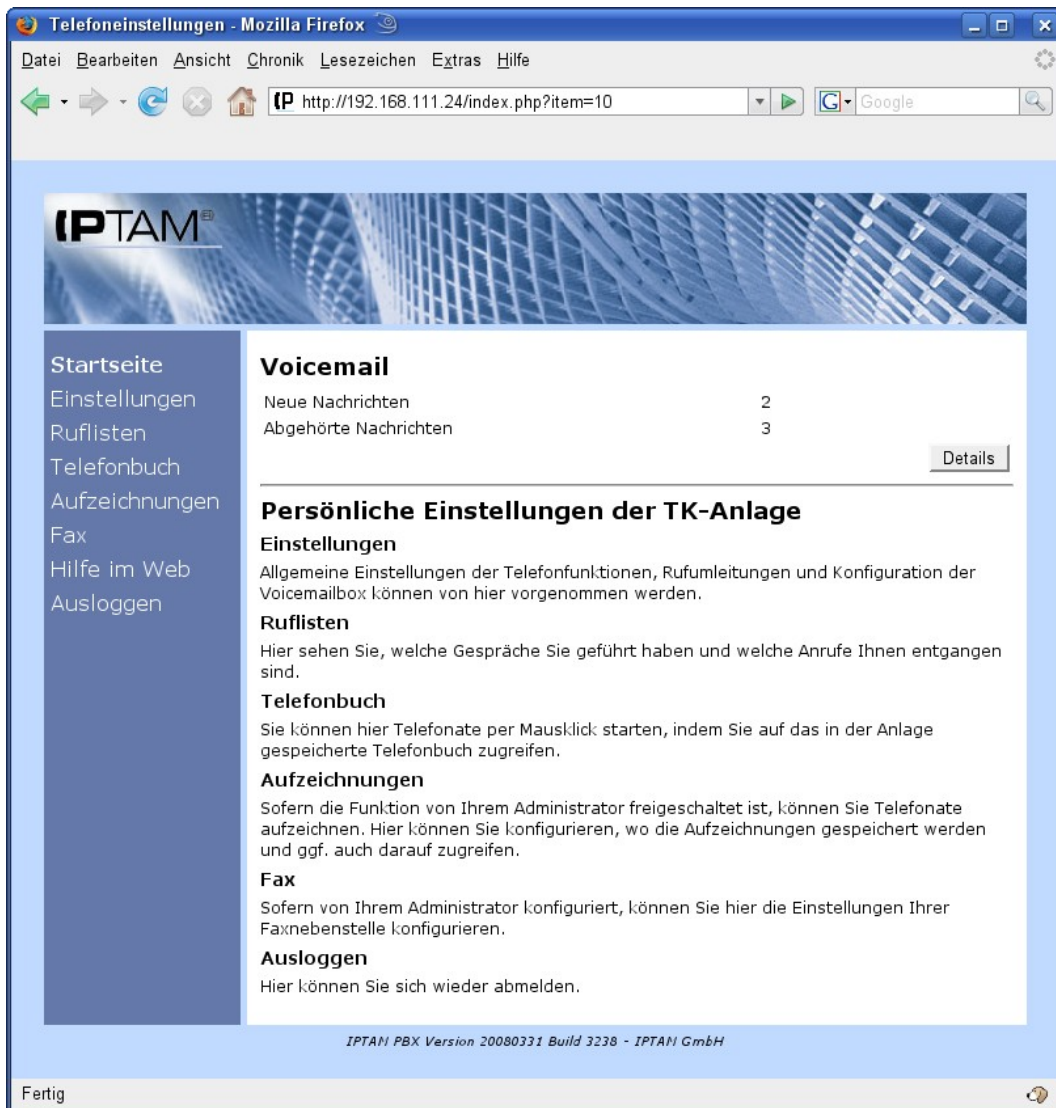 Telefoneinstellungen - Mozilla Firefox
Datei Bearbeiten Ansicht Chronik Lesezeichen Extras Hilfe
http://192.168.111.24/index.php?item=10
G Google
IPTAM®
Startseite
Einstellungen
Ruflisten
Telefonbuch
Aufzeichnungen
Fax
Hilfe im Web
Ausloggen
Voicemail
Neue Nachrichten 2
Abgehörte Nachrichten 3
Details
Persönliche Einstellungen der TK-Anlage
Einstellungen
Allgemeine Einstellungen der Telefonfunktionen, Rufumleitungen und Konfiguration der
Voicemailbox können von hier vorgenommen werden.
Ruflisten
Hier sehen Sie, welche Gespräche Sie geführt haben und welche Anrufe Ihnen entgangen
sind.
Telefonbuch
Sie können hier Telefonate per Mausklick starten, indem Sie auf das in der Anlage
gespeicherte Telefonbuch zugreifen.
Aufzeichnungen
Sofern die Funktion von Ihrem Administrator freigeschaltet ist, können Sie Telefonate
aufzeichnen. Hier können Sie konfigurieren, wo die Aufzeichnungen gespeichert werden
und ggf. auch darauf zugreifen.
Fax
Sofern von Ihrem Administrator konfiguriert, können Sie hier die Einstellungen Ihrer
Faxnebenstelle konfigurieren.
Ausloggen
Hier können Sie sich wieder abmelden.
IPTAM PBX Version 20080331 Build 3238 - IPTAM GmbH
Fertig